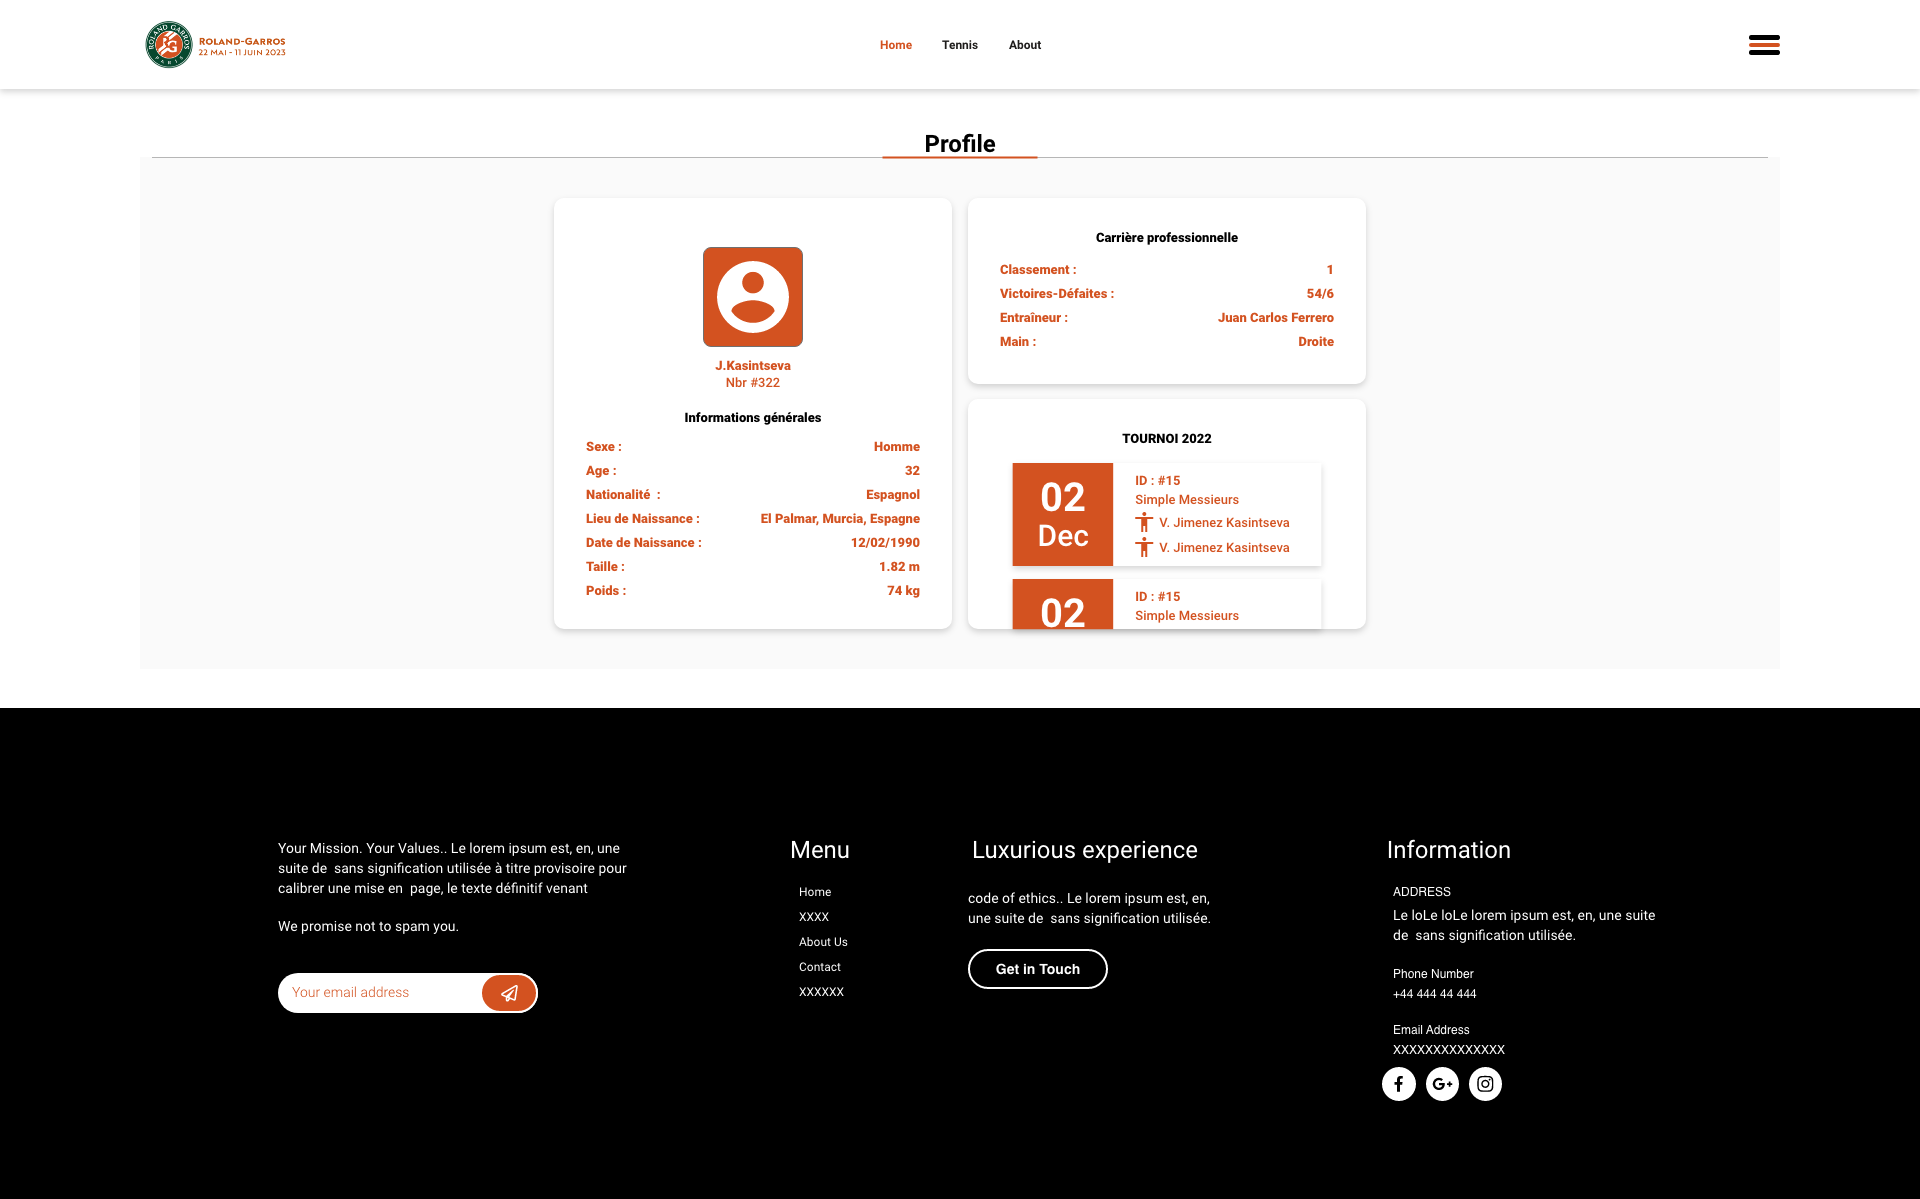 ROLAND GARROS
PARIS
ROLAND-GARROS
22 MAI - 11 JUIN 2023
Home Tennis About
Profile
J.Kasintseva
Nbr #322
Informations générales
Sexe : Homme
Age : 32
Nationalité  : Espagnol
Lieu de Naissance : El Palmar, Murcia, Espagne
Date de Naissance : 12/02/1990
Taille : 1.82 m
Poids : 74 kg
Carrière professionnelle
Classement : 1
Victoires-Défaites : 54/6
Entraîneur : Juan Carlos Ferrero
Main : Droite
TOURNOI 2022
02
Dec
ID : #15
Simple Messieurs
V. Jimenez Kasintseva
V. Jimenez Kasintseva
02
ID : #15
Simple Messieurs
Your Mission. Your Values.. Le lorem ipsum est, en, une
suite de  sans signification utilisée à titre provisoire pour
calibrer une mise en  page, le texte définitif venant
We promise not to spam you.
Your email address
Menu
Home
XXXX
About Us
Contact
XXXXXX
Luxurious experience
code of ethics.. Le lorem ipsum est, en,
une suite de  sans signification utilisée.
Get in Touch
Information
ADDRESS
Le loLe loLe lorem ipsum est, en, une suite
de  sans signification utilisée.
Phone Number
+44 444 44 444
Email Address
XXXXXXXXXXXXXX